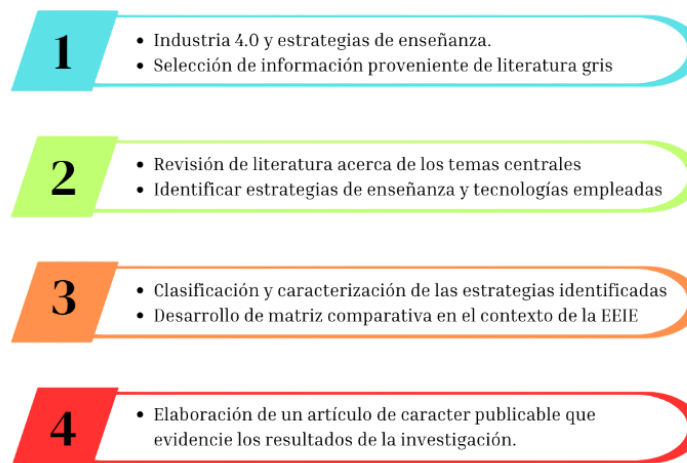 1
• Industria 4.0 y estrategias de enseñanza.
• Selección de información proveniente de literatura gris
2
• Revisión de literatura acerca de los temas centrales
• Identificar estrategias de enseñanza y tecnologías empleadas
3
• Clasificación y caracterización de las estrategias identificadas
• Desarrollo de matriz comparativa en el contexto de la EEIE
4
• Elaboración de un artículo de caracter publicable que
evidencie los resultados de la investigación.